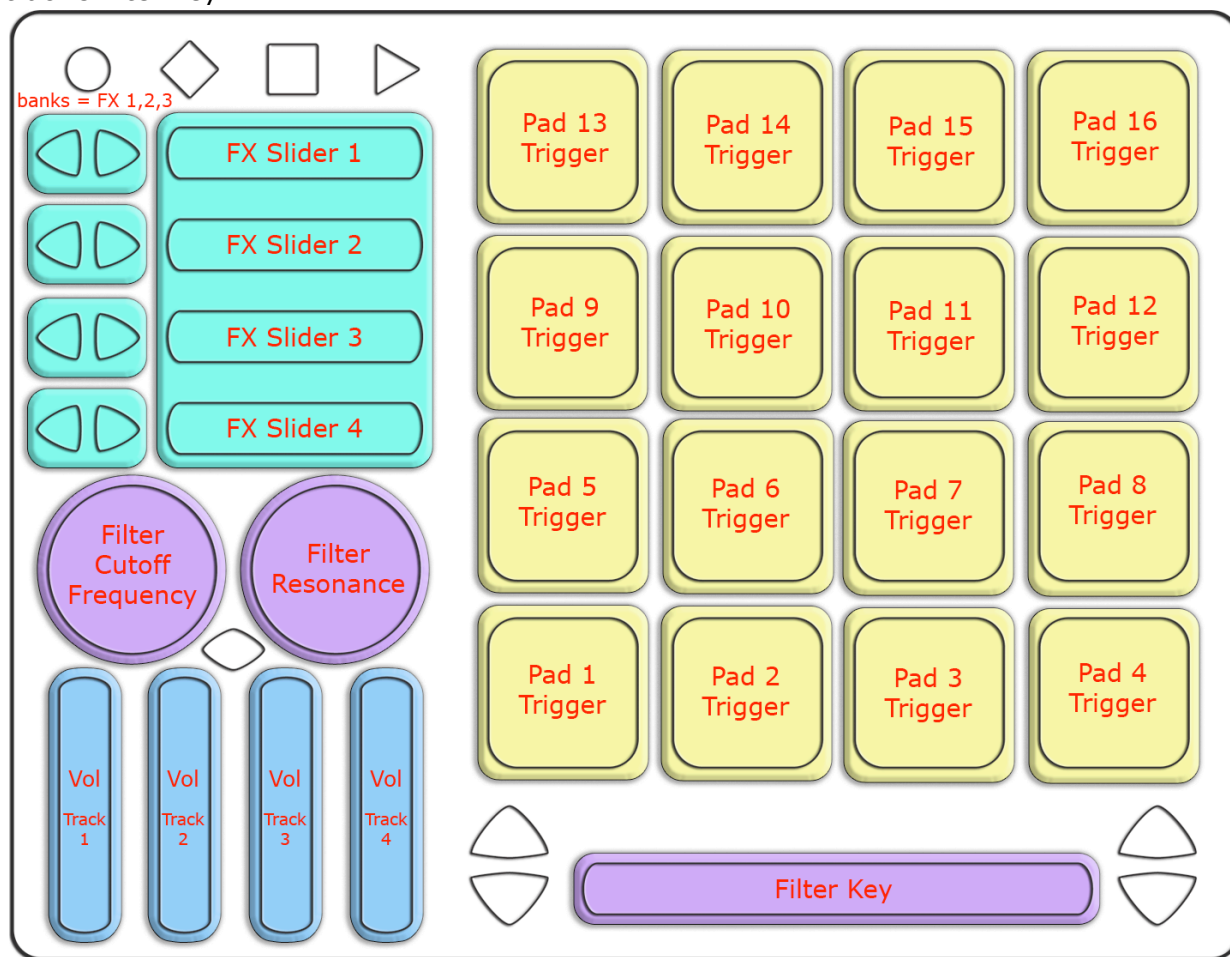 banks = FX 1,2,3
FX Slider 1
FX Slider 2
FX Slider 3
FX Slider 4
Filter
Cutoff
Frequency
Filter
Resonance
Vol
Track
1
Vol
Track
2
Vol
Track
3
Vol
Track
4
Pad 13
Trigger
Pad 14
Trigger
Pad 15
Trigger
Pad 16
Trigger
Pad 9
Trigger
Pad 10
Trigger
Pad 11
Trigger
Pad 12
Trigger
Pad 5
Trigger
Pad 6
Trigger
Pad 7
Trigger
Pad 8
Trigger
Pad 1
Trigger
Pad 2
Trigger
Pad 3
Trigger
Pad 4
Trigger
Filter Key